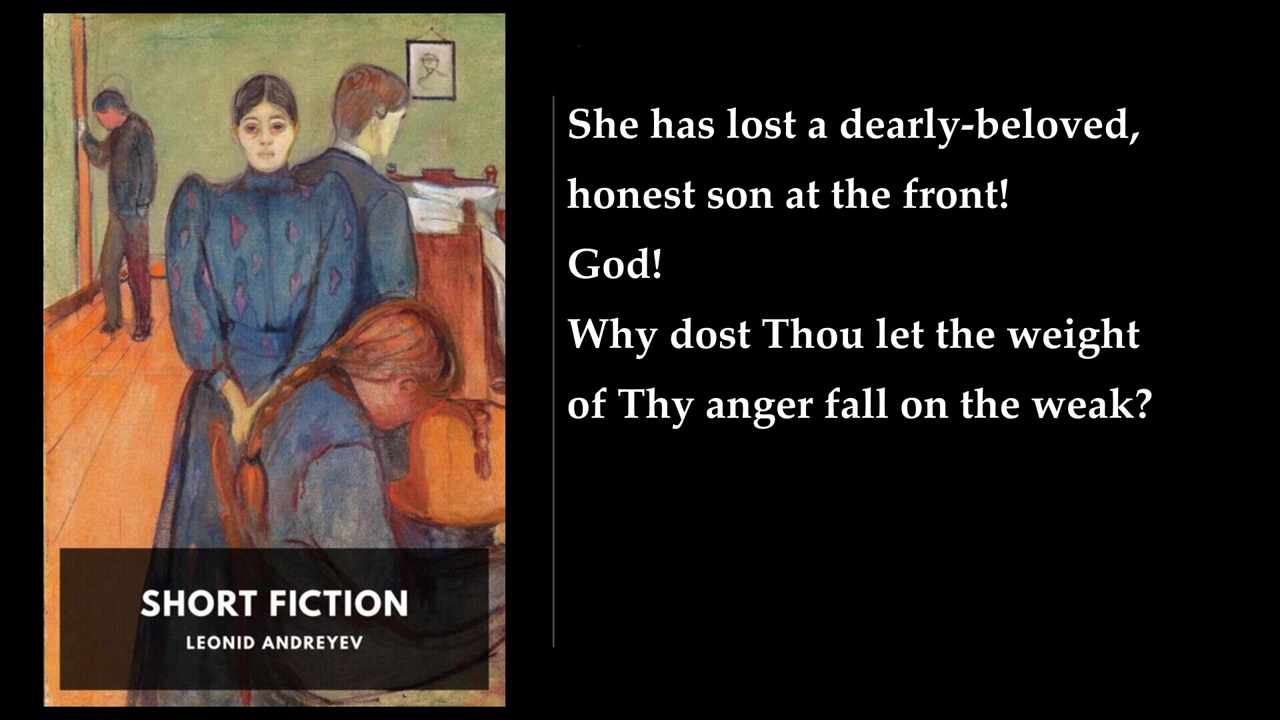 SHORT FICTION
LEONID ANDREYEV
She has lost a dearly-beloved,
honest son at the front!
God!
Why dost Thou let the weight
of Thy anger fall on the weak?